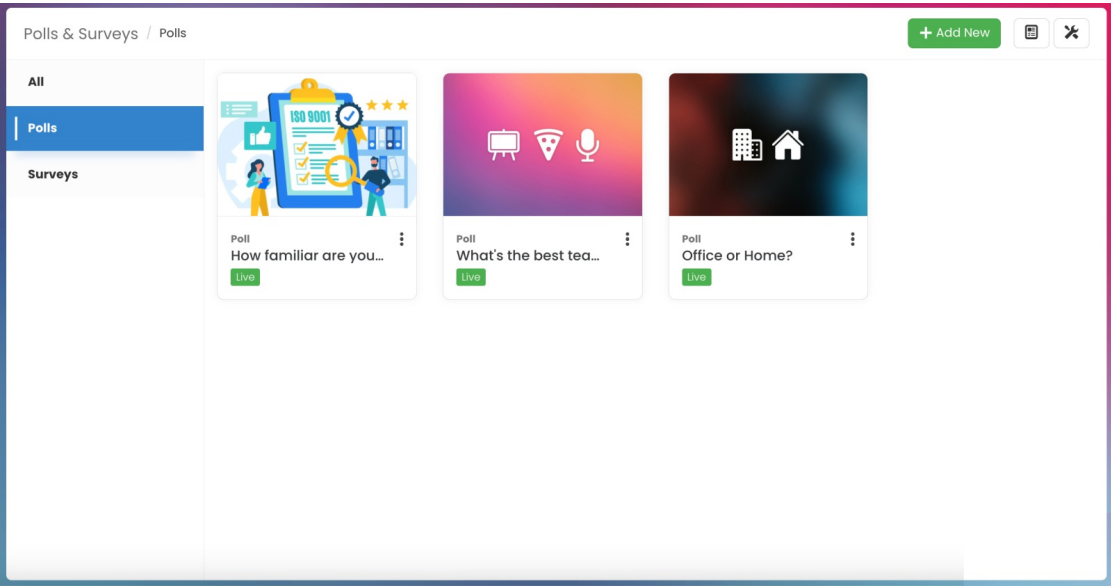 Polls & Surveys / Polls
+ Add New
All
Polls
Surveys
ISO 9001
Poll
How familiar are you...
Live
Poll
What's the best tea...
Live
Poll
Office or Home?
Live